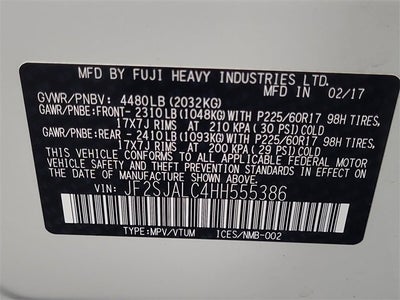 MFD BY FUJI HEAVY INDUSTRIES LTD. 02/17
GVWR/PNBV: 4480LB (2032KG)
GAWR/PNBE:FRONT-2310LB(1048KG)WITH P225/60R17 98H TIRES,
17X7J RIMS AT 210 KPA (30 PSI)COLD
GAWR/PNBE:REAR -2410LB(1093KG)WITH P225/60R17 98H TIRES,
17X7J RIMS AT 200 KPA (29 PSI)COLD
THIS VEHICLE CONFORMS TO ALL APPLICABLE U.S. FEDERAL
MOTOR VEHICLE SAFETY, BUMPER, AND THEFT PREVENTION
STANDARDS IN EFFECT ON THE DATE OF MANUFACTURE SHOWN ABOVE.
VIN: JF2SJALC4HH555386
TYPE:MPV/VTUM ICES/NMB-002